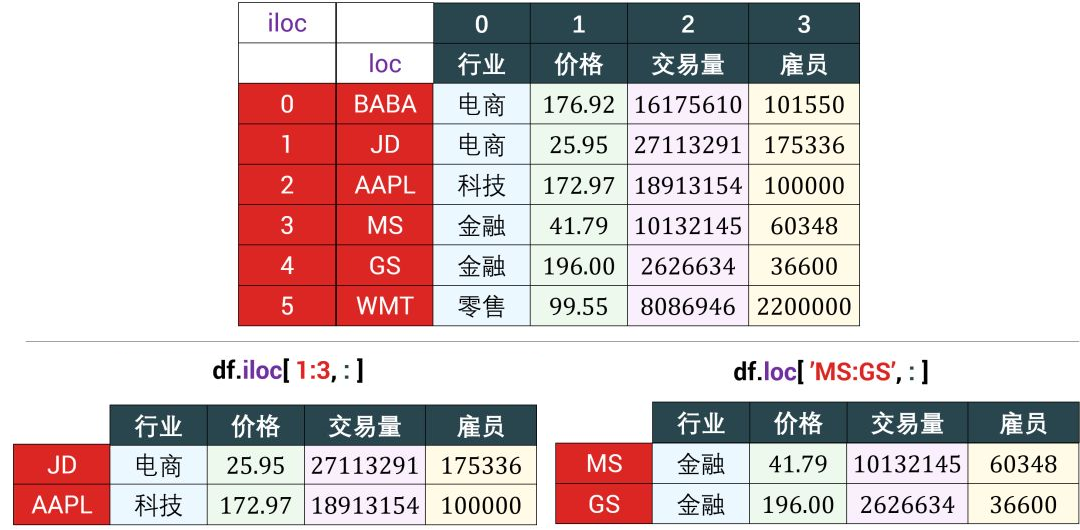 iloc 0 1 2 3
loc 行业 价格 交易量 雇员
0 BABA 电商 176.92 16175610 101550
1 JD 电商 25.95 27113291 175336
2 AAPL 科技 172.97 18913154 100000
3 MS 金融 41.79 10132145 60348
4 GS 金融 196.00 2626634 36600
5 WMT 零售 99.55 8086946 2200000
df.iloc[ 1:3, : ]
行业 价格 交易量 雇员
JD 电商 25.95 27113291 175336
AAPL 科技 172.97 18913154 100000
df.loc[ ’MS:GS’, : ]
行业 价格 交易量 雇员
MS 金融 41.79 10132145 60348
GS 金融 196.00 2626634 36600